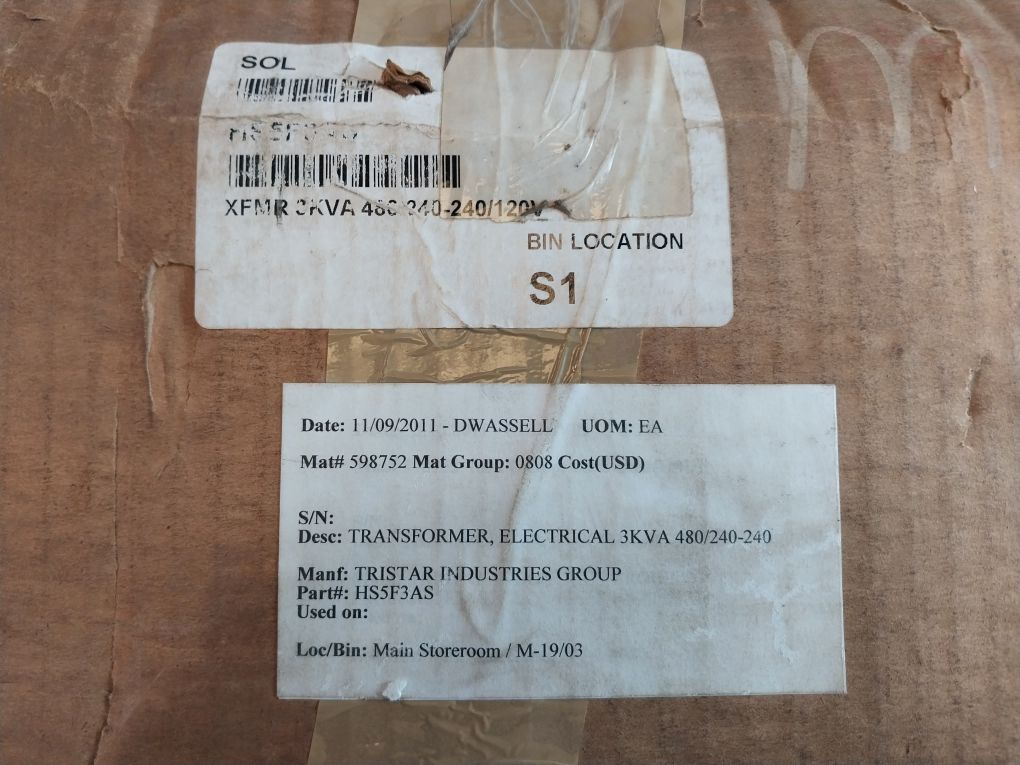 SOL
XFMR 3KVA 480 240-240/120V
BIN LOCATION
S1
m
Date: 11/09/2011 - DWASSELL UOM: EA
Mat# 598752 Mat Group: 0808 Cost(USD)
S/N:
Desc: TRANSFORMER, ELECTRICAL 3KVA 480/240-240
Manf: TRISTAR INDUSTRIES GROUP
Part#: HS5F3AS
Used on:
Loc/Bin: Main Storeroom / M-19/03